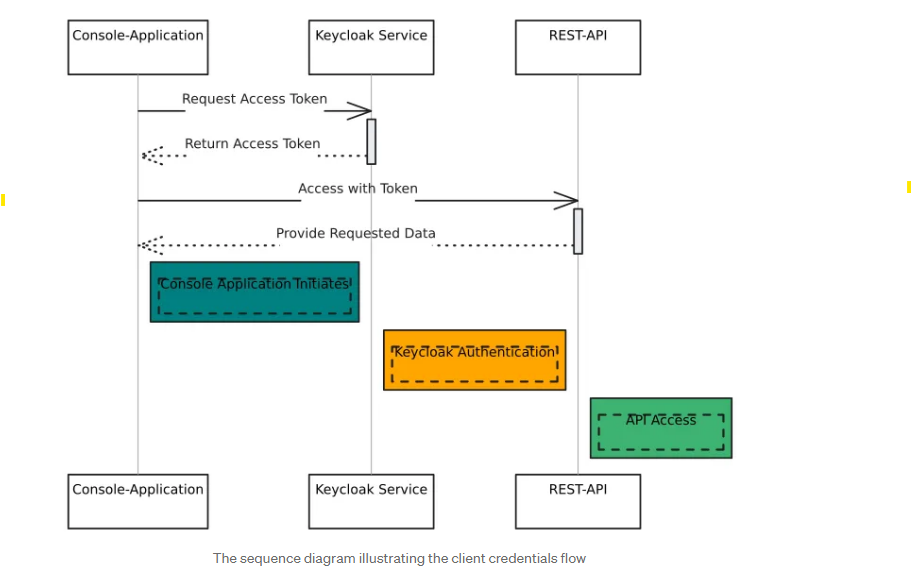 Console-Application
Keycloak Service
REST-API
Request Access Token
Return Access Token
Access with Token
Provide Requested Data
Console Application Initiates
Keycloak Authentication
API Access
Console-Application
Keycloak Service
REST-API
The sequence diagram illustrating the client credentials flow